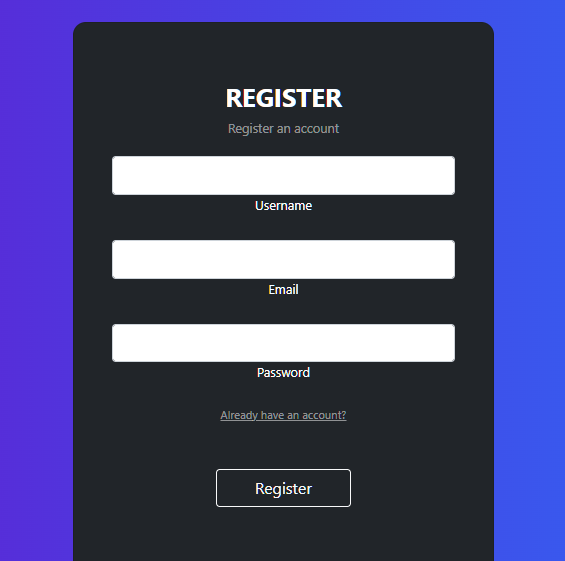 REGISTER
Register an account
Username
Email
Password
Already have an account?
Register